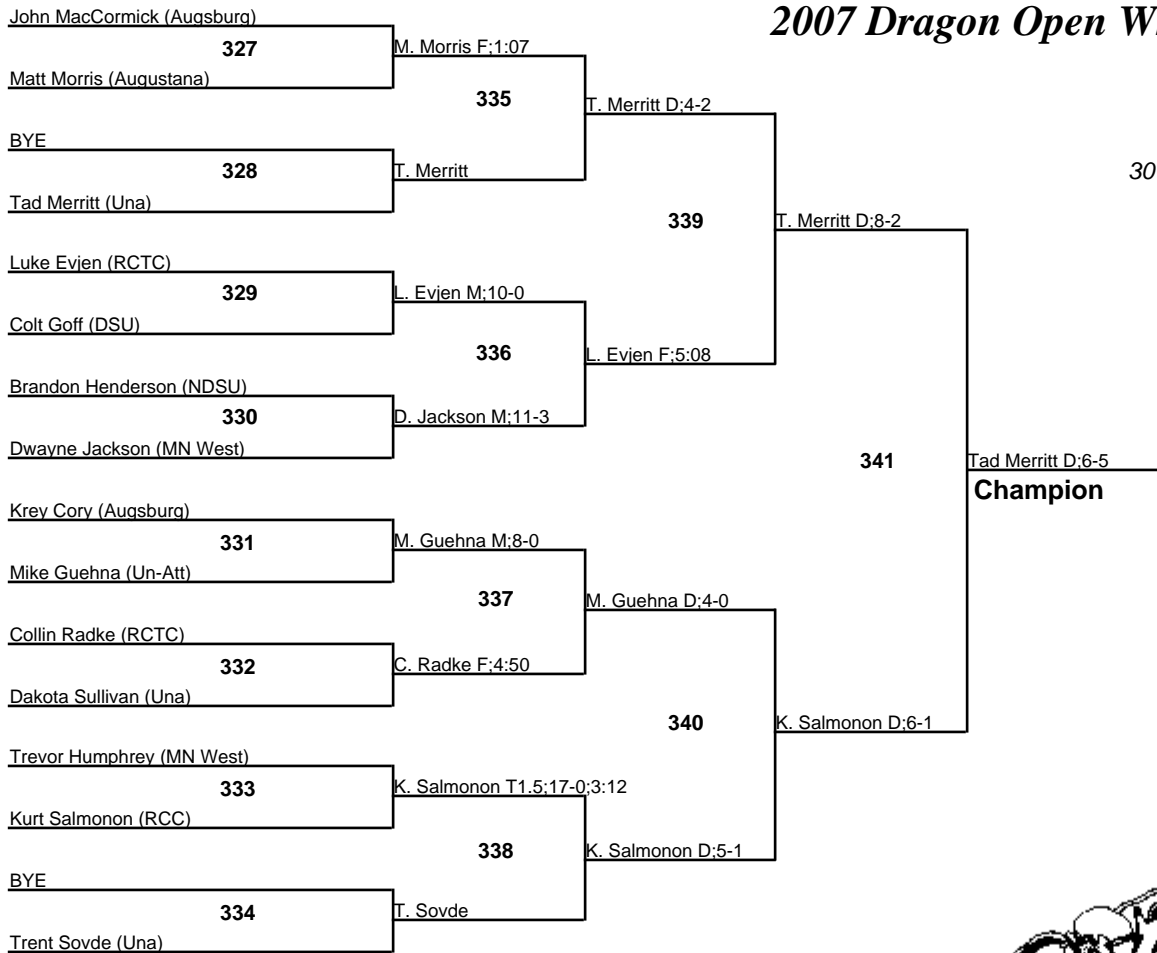 2007 Dragon Open W
30
John MacCormick (Augsburg)
327
Matt Morris (Augustana)
M. Morris F;1:07
335
BYE
328
Tad Merritt (Una)
T. Merritt
T. Merritt D;4-2
339
Luke Evjen (RCTC)
329
Colt Goff (DSU)
L. Evjen M;10-0
336
Brandon Henderson (NDSU)
330
Dwayne Jackson (MN West)
D. Jackson M;11-3
L. Evjen F;5:08
T. Merritt D;8-2
341
Krey Cory (Augsburg)
331
Mike Guehna (Un-Att)
M. Guehna M;8-0
337
Collin Radke (RCTC)
332
Dakota Sullivan (Una)
C. Radke F;4:50
M. Guehna D;4-0
340
Trevor Humphrey (MN West)
333
Kurt Salmonon (RCC)
K. Salmonon T1.5;17-0;3:12
338
BYE
334
Trent Sovde (Una)
T. Sovde
K. Salmonon D;5-1
K. Salmonon D;6-1
Tad Merritt D;6-5
Champion